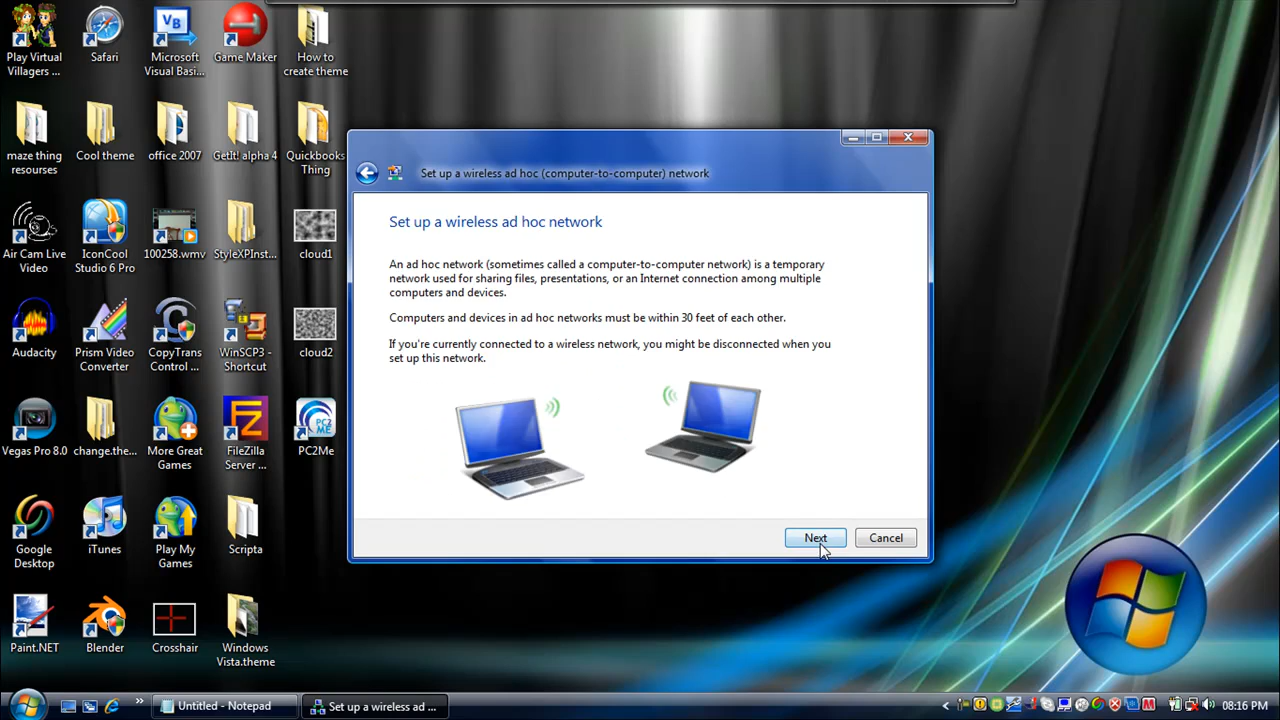 Play Virtual
Villagers ...
Safari
Microsoft
Visual Basi...
Game Maker
How to
create theme
maze thing
resourses
Cool theme
office 2007
GetIt! alpha 4
Quickbooks
Thing
Air Cam Live
Video
IconCool
Studio 6 Pro
100258.wmv
StyleXPInst...
cloud1
Audacity
Prism Video
Converter
CopyTrans
Control ...
WinSCP3 -
Shortcut
cloud2
Vegas Pro 8.0
change.the...
More Great
Games
FileZilla
Server ...
PC2Me
Google
Desktop
iTunes
Play My
Games
Scripta
Paint.NET
Blender
Crosshair
Windows
Vista.theme
VB
PC2
ME
Set up a wireless ad hoc (computer-to-computer) network
Set up a wireless ad hoc network
An ad hoc network (sometimes called a computer-to-computer network) is a temporary
network used for sharing files, presentations, or an Internet connection among multiple
computers and devices.
Computers and devices in ad hoc networks must be within 30 feet of each other.
If you're currently connected to a wireless network, you might be disconnected when you
set up this network.
Next
Cancel
Untitled - Notepad
Set up a wireless ad ...
08:16 PM